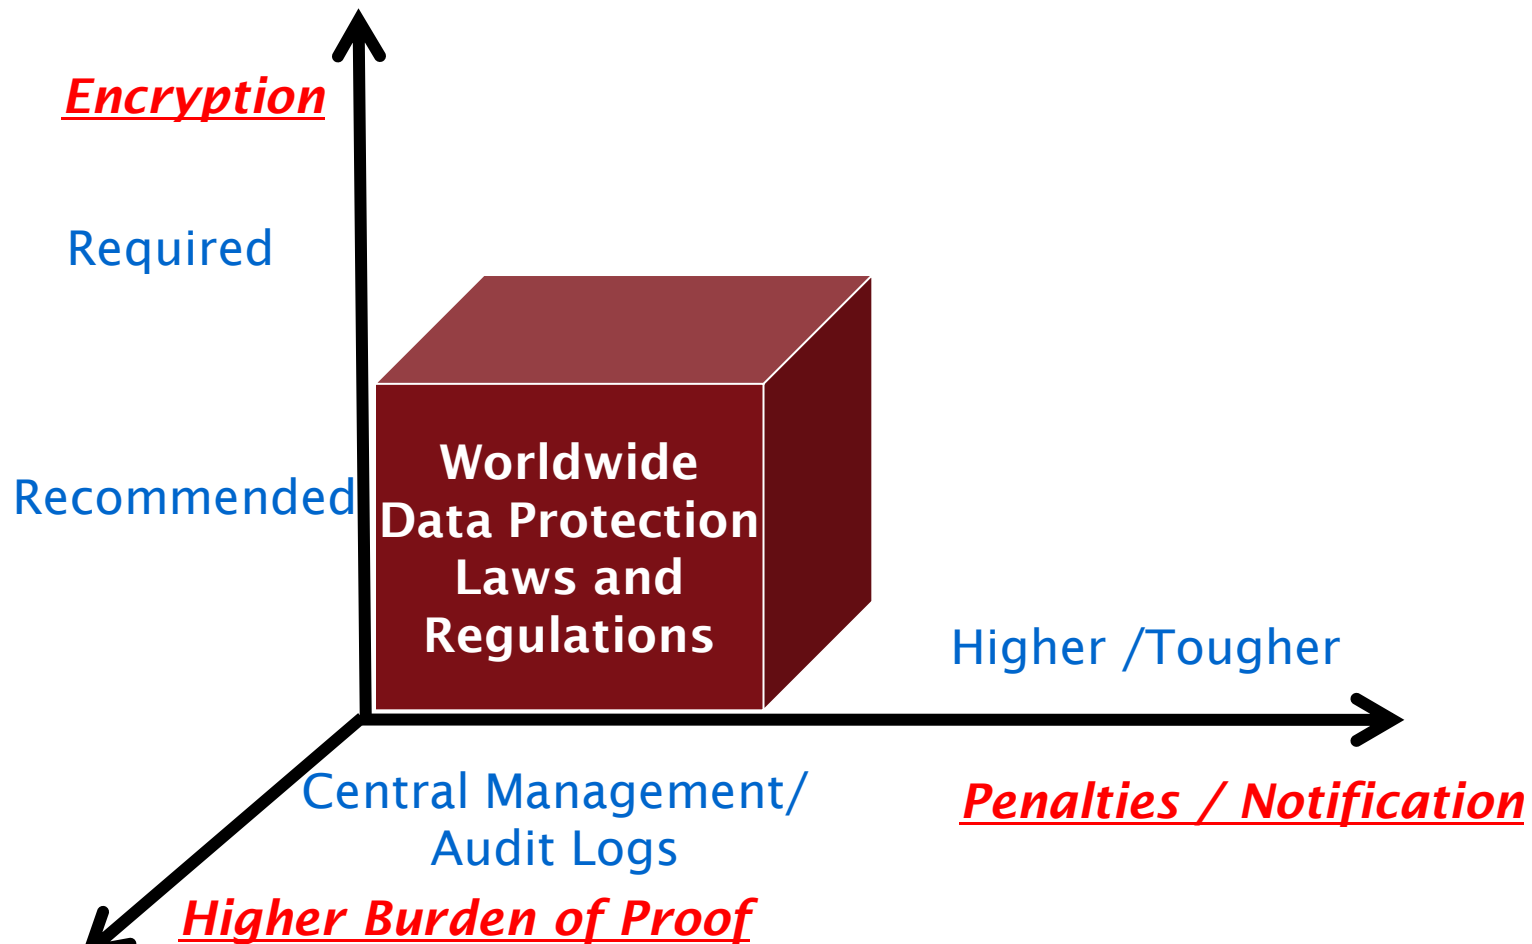 Encryption
Required
Recommended
Worldwide
Data Protection
Laws and
Regulations
Higher /Tougher
Central Management/
Audit Logs
Penalties / Notification
Higher Burden of Proof